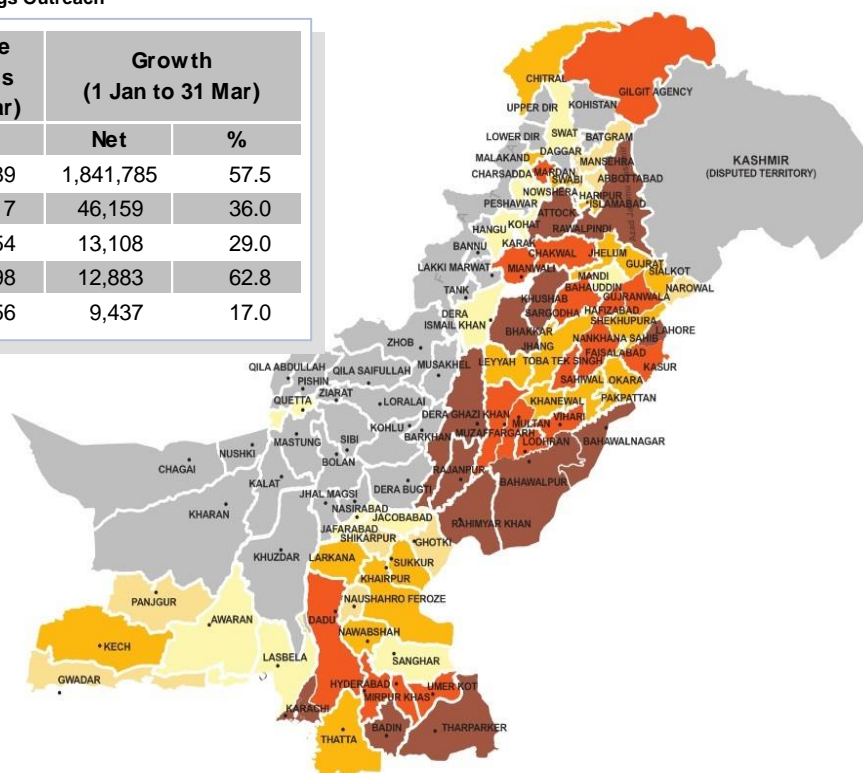 gs Outreach
Growth
(1 Jan to 31 Mar)
Net %
39 1,841,785 57.5
17 46,159 36.0
54 13,108 29.0
98 12,883 62.8
56 9,437 17.0
CHITRAL
GILGIT AGENCY
UPPER DIR
KOHISTAN
LOWER DIR
SWAT
BATGRAM
KASHMIR
(DISPUTED TERRITORY)
DAGGAR
MALAKAND
MANSEHRA
CHARSADDA
MARDAN
SWABI
ABBOTTABAD
NOWSHERA
HARIPUR
PESHAWAR
ISLAMABAD
ATTOCK
HANGU
KOHAT
RAWALPINDI
BANNU
KARAK
CHAKWAL
JHELUM
LAKKI MARWAT
MIANWALI
GUJRAT
SIALKOT
MANDI
BAHAUDDIN
NAROWAL
TANK
KHUSHAB
GUJRANWALA
DERA
ISMAIL KHAN
SARGODHA
HAFIZABAD
SHEKHUPURA
BHAKKAR
LAHORE
ZHOB
JHANG
NANKHANA SAHIB
FAISALABAD
QILA ABDULLAH
QILA SAIFULLAH
MUSAKHEL
LEYYAH
TOBA TEK SINGH
KASUR
PISHIN
ZIARAT
SAHIWAL
OKARA
QUETTA
LORALAI
KHANEWAL
PAKPATTAN
DERA GHAZI KHAN
MULTAN
VIHARI
KOHLU
BARKHAN
MUZAFFARGARH
LODHRAN
BAHAWALNAGAR
NUSHKI
MASTUNG
SIBI
CHAGAI
BOLAN
RAJANPUR
KALAT
DERA BUGTI
BAHAWALPUR
JHAL MAGSI
KHARAN
NASIRABAD
JACOBABAD
RAHIMYAR KHAN
JAFARABAD
SHIKARPUR
GHOTKI
KHUZDAR
LARKANA
SUKKUR
KHAIRPUR
PANJGUR
NAUSHAHRO FEROZE
AWARAN
DADU
NAWABSHAH
KECH
LASBELA
SANGHAR
GWADAR
HYDERABAD
UMER KOT
MIRPUR KHAS
KARACHI
THATTA
BADIN
THARPARKER